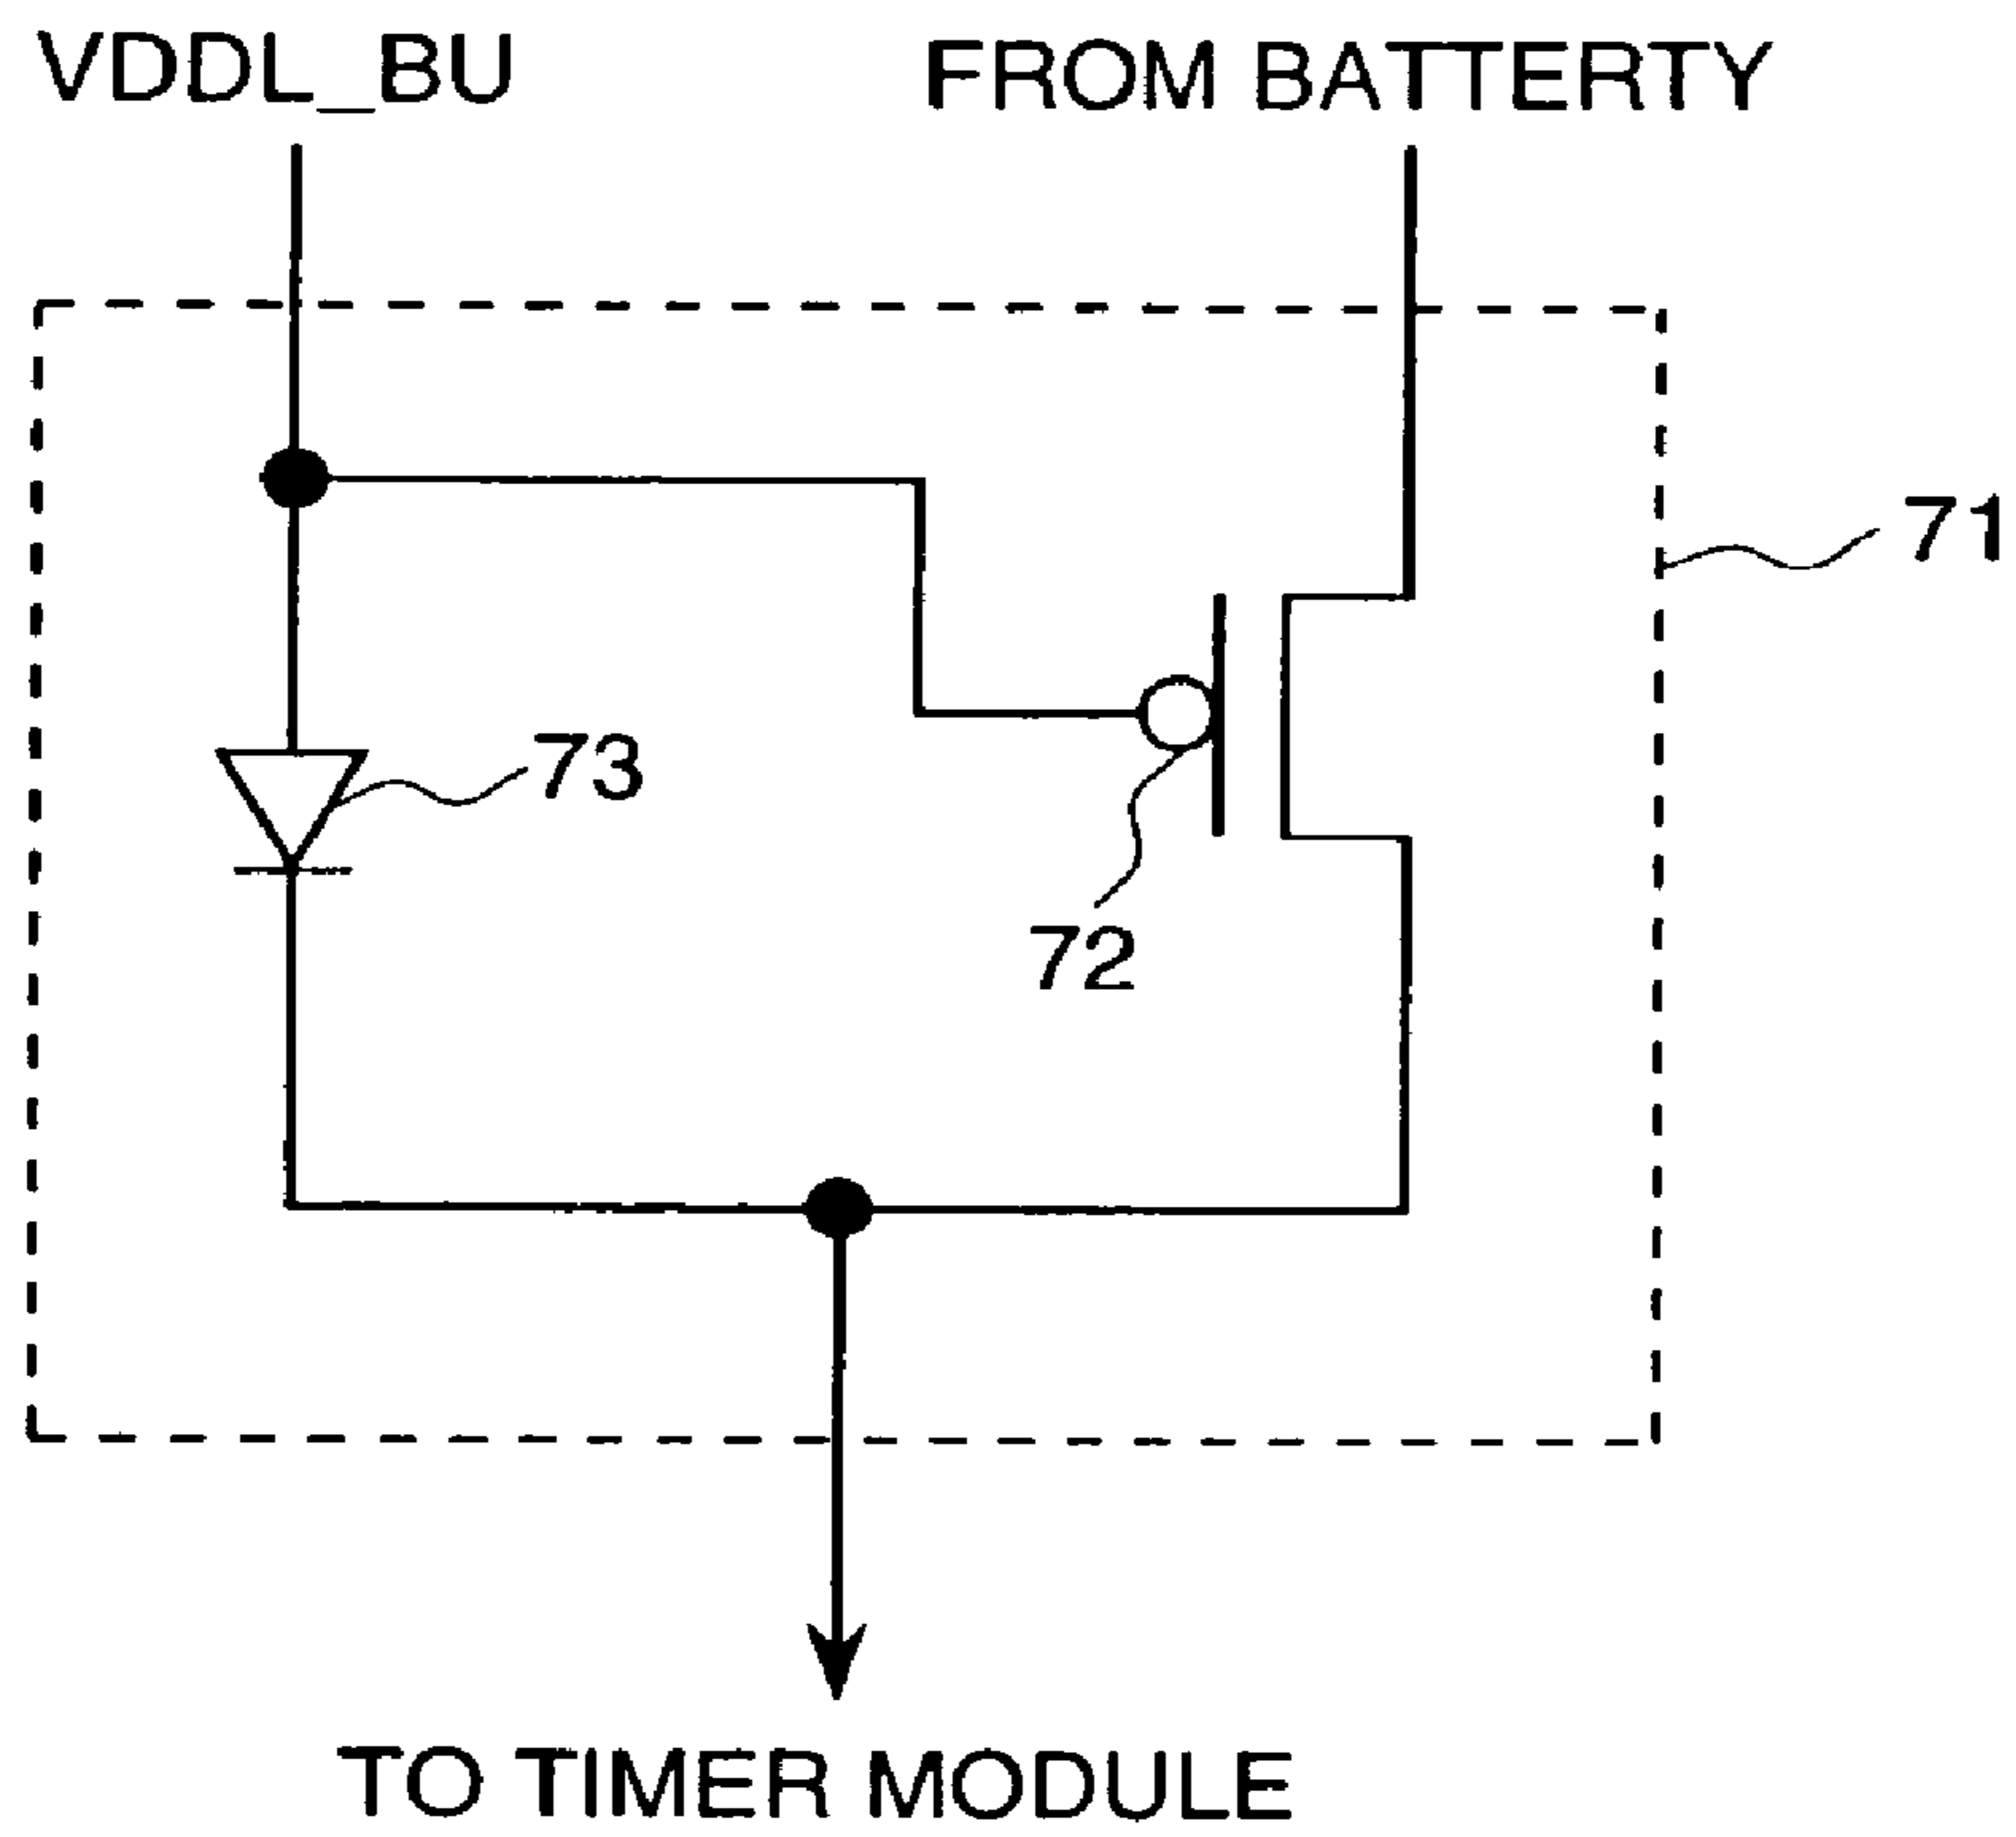 VDDL_BU
FROM BATTERTY
71
73
72
TO TIMER MODULE